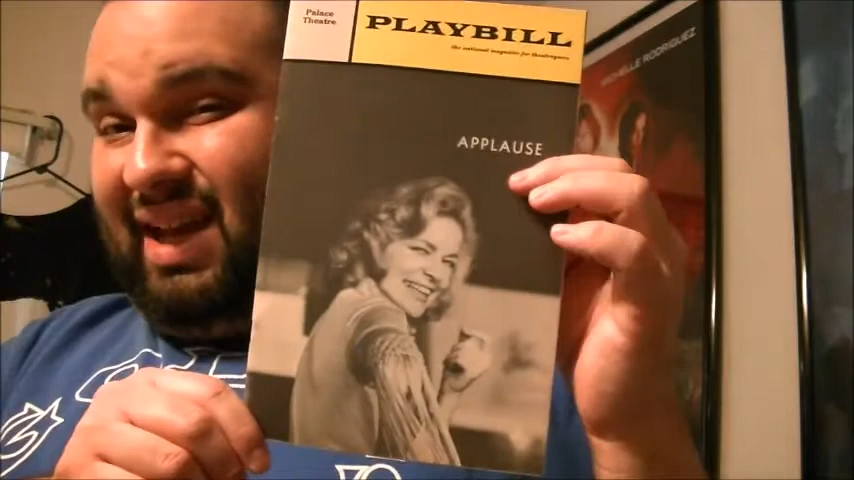 Palace
Theatre
PLAYBILL
the national magazine for theatregoers
APPLAUSE
MICHELLE RODRIGUEZ